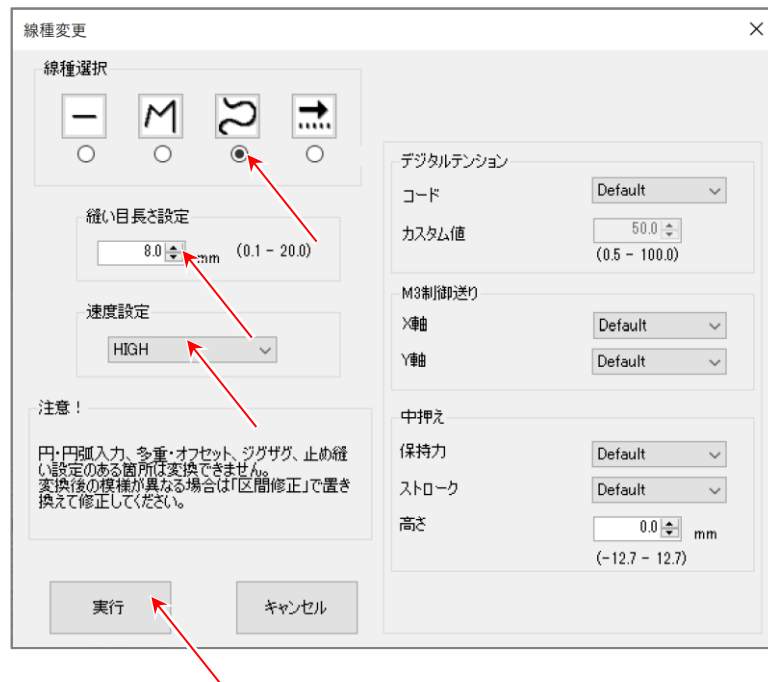 線種変更
線種選択
縫い目長さ設定
8.0 mm (0.1 - 20.0)
速度設定
HIGH
注意！
円・円弧入力、多重・オフセット、ジグザグ、止め縫
い設定のある箇所は変換できません。
変換後の模様が異なる場合は「区間修正」で置き
換えて修正してください。
実行
キャンセル
デジタルテンション
コード Default
カスタム値 50.0
(0.5 - 100.0)
M3制御送り
X軸 Default
Y軸 Default
中押え
保持力 Default
ストローク Default
高さ 0.0 mm
(-12.7 - 12.7)